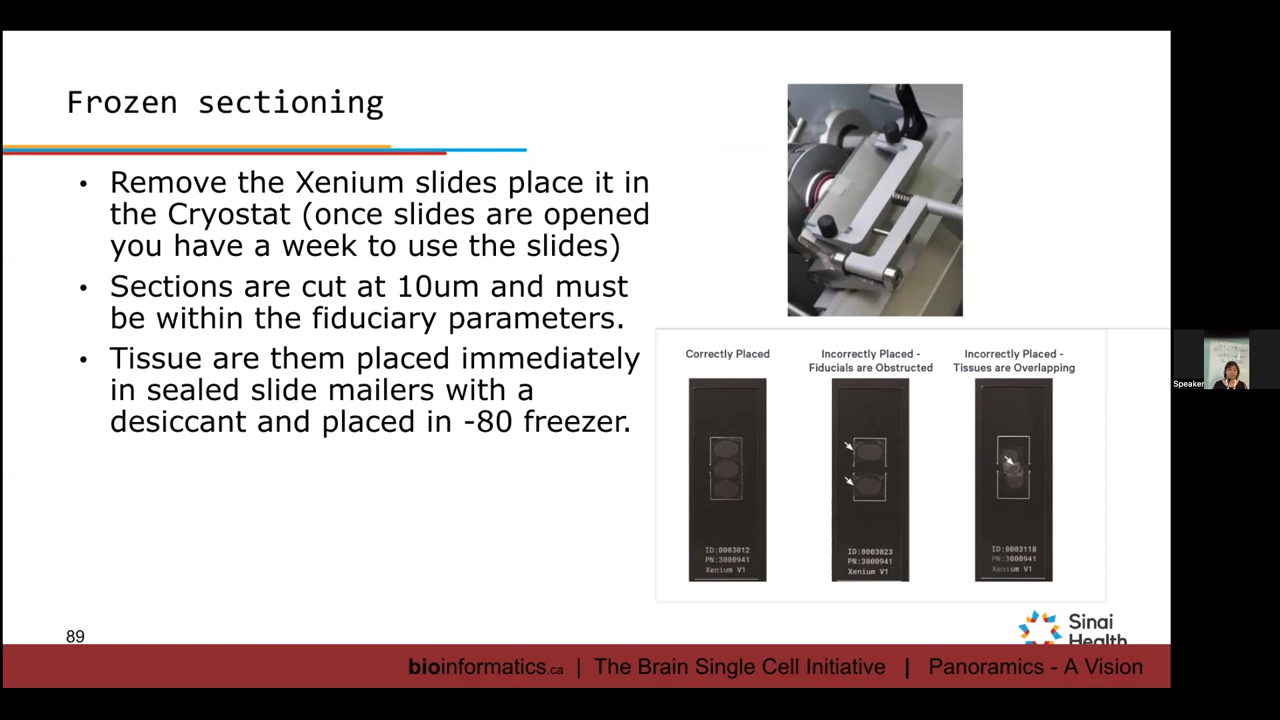 Frozen sectioning
• Remove the Xenium slides place it in
the Cryostat (once slides are opened
you have a week to use the slides)
• Sections are cut at 10um and must
be within the fiduciary parameters.
• Tissue are them placed immediately
in sealed slide mailers with a
desiccant and placed in -80 freezer.
Correctly Placed
Incorrectly Placed -
Fiducials are Obstructed
Incorrectly Placed -
Tissues are Overlapping
ID:0003012
PN:3000941
Xenium V1
ID:0003023
PN:3000941
Xenium V1
ID:0003118
PN:3000941
Xenium V1
Speaker
89
Sinai
Health
bioinformatics.ca | The Brain Single Cell Initiative | Panoramics - A Vision